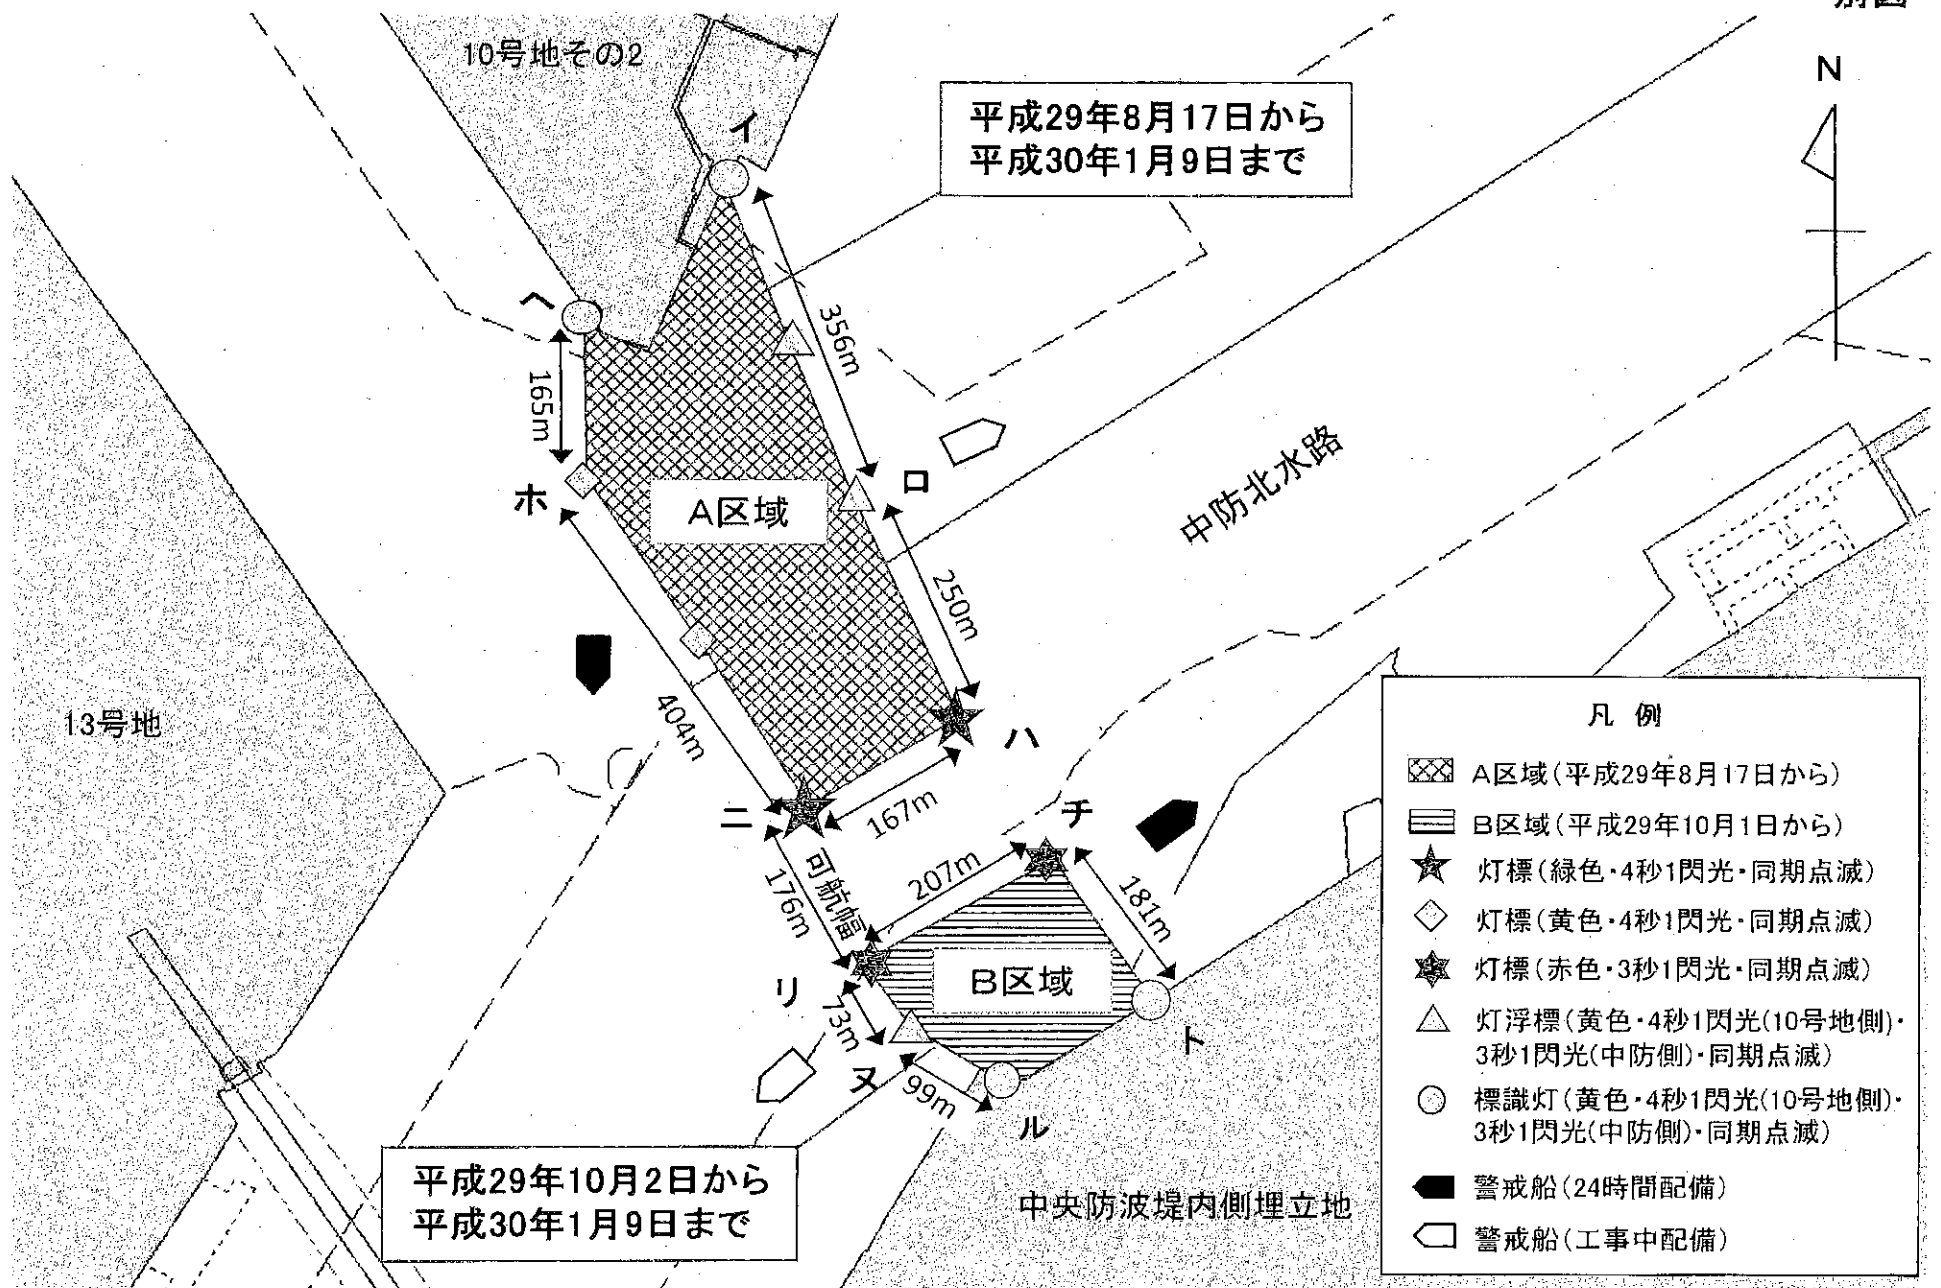 別図
10号地その2
N
平成29年8月17日から
平成30年1月9日まで
イ
ヘ
356m
165m
ロ
ホ
A区域
中防北水路
250m
13号地
404m
ハ
ニ
167m
チ
可航幅
176m
207m
181m
リ
B区域
73m
ト
ヌ
99m
ル
平成29年10月2日から
平成30年1月9日まで
中央防波堤内側埋立地
凡 例
A区域(平成29年8月17日から)
B区域(平成29年10月1日から)
灯標(緑色・4秒1閃光・同期点滅)
灯標(黄色・4秒1閃光・同期点滅)
灯標(赤色・3秒1閃光・同期点滅)
灯浮標(黄色・4秒1閃光(10号地側)・
3秒1閃光(中防側)・同期点滅)
標識灯(黄色・4秒1閃光(10号地側)・
3秒1閃光(中防側)・同期点滅)
警戒船(24時間配備)
警戒船(工事中配備)